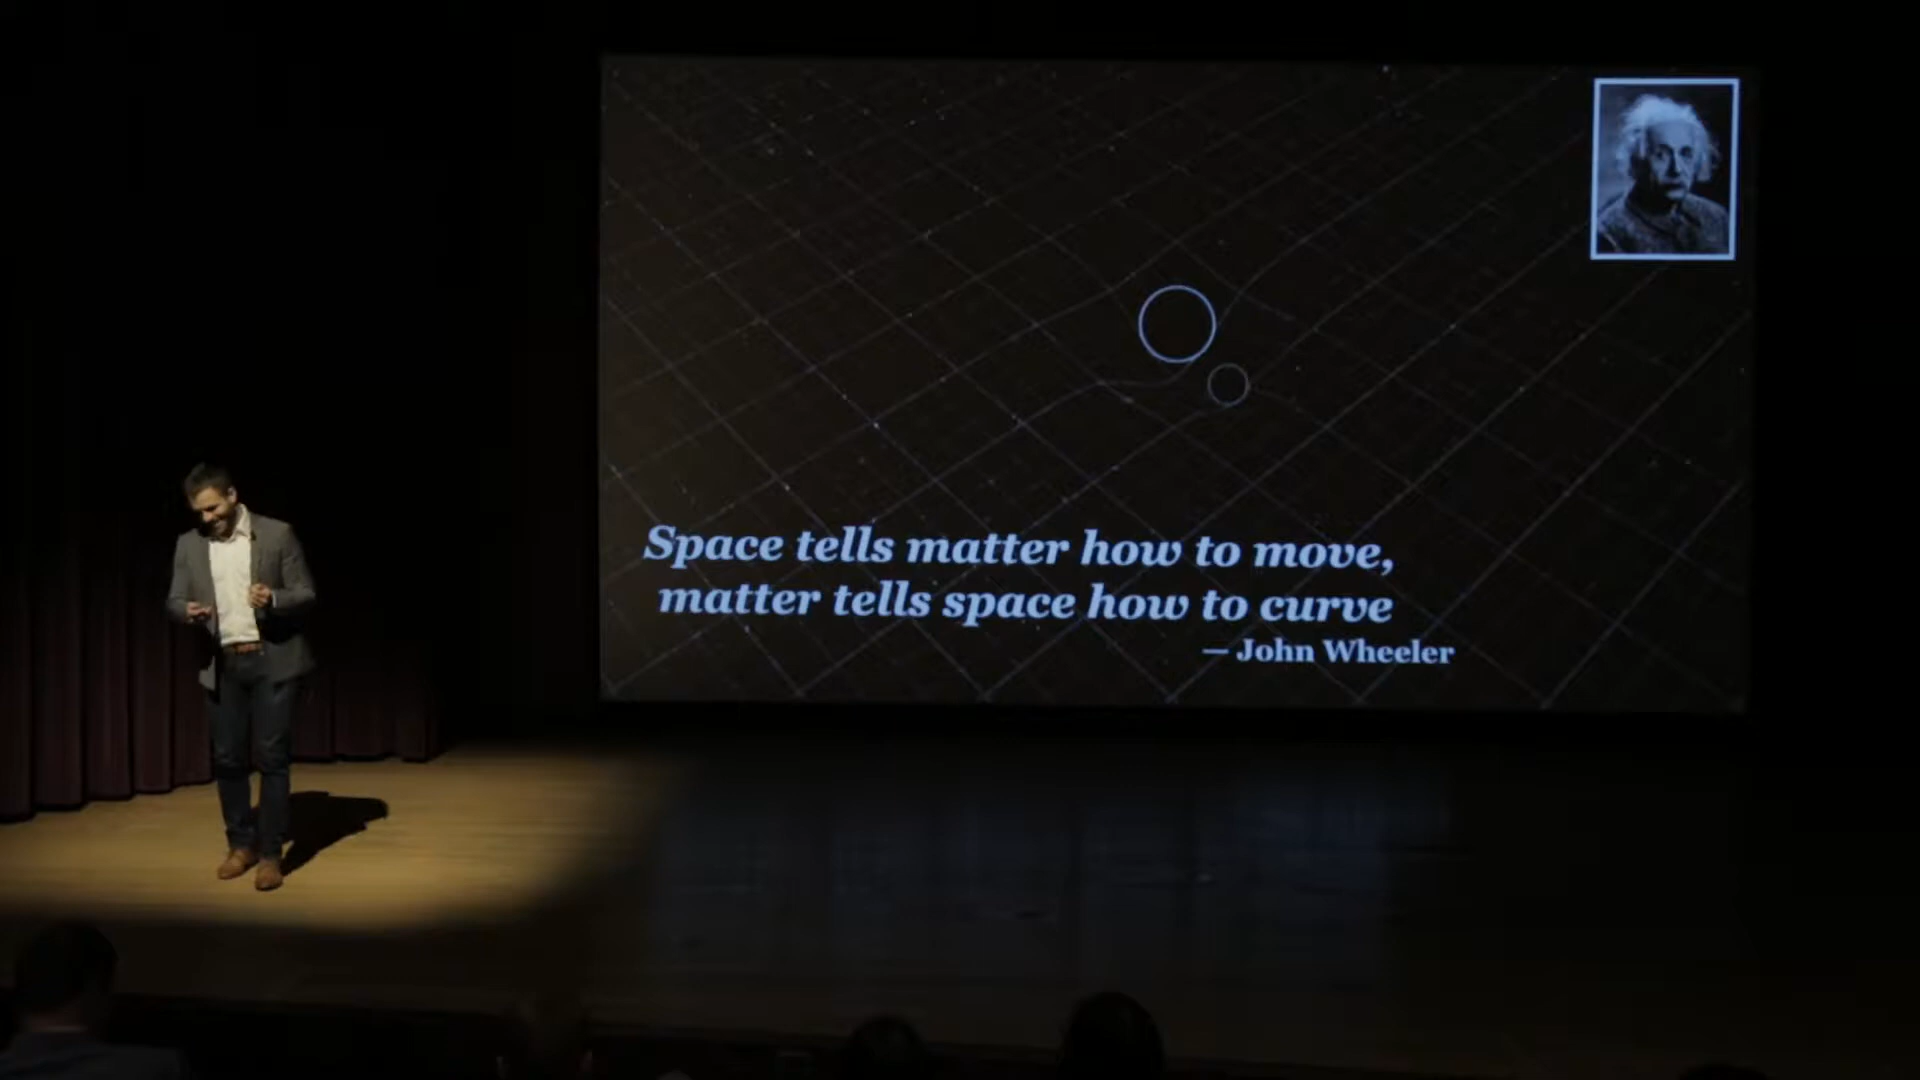 Space tells matter how to move,
matter tells space how to curve
— John Wheeler